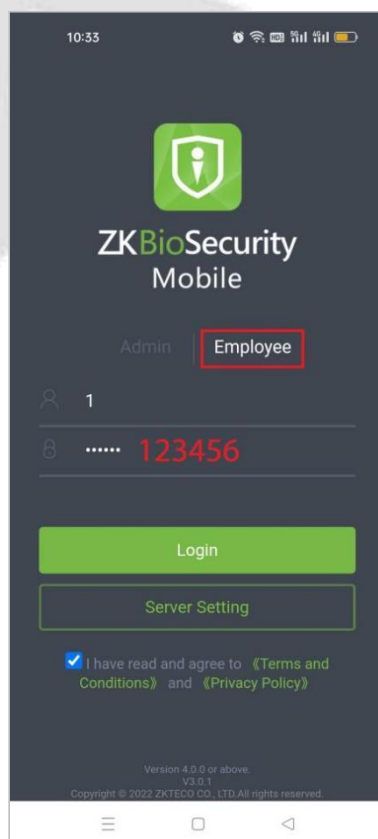 10:33
ZKBioSecurity
Mobile
Admin
Employee
1
•••••• 123456
Login
Server Setting
I have read and agree to 《Terms and
Conditions》 and 《Privacy Policy》
Version 4.0.0 or above.
V3.0.1
Copyright © 2022 ZKTECO CO., LTD.All rights reserved.